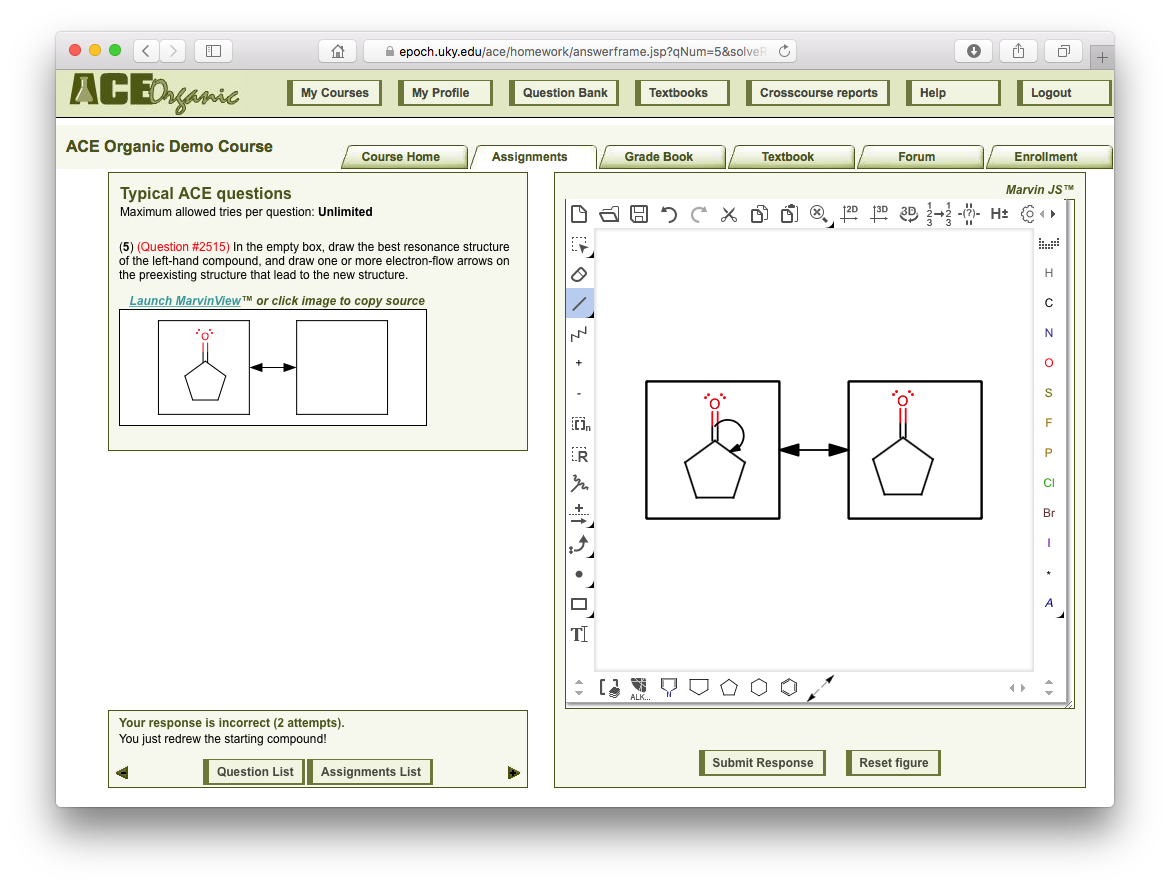 epoch.uky.edu/ace/homework/answerframe.jsp?qNum=5&solve
ACE Organic
My Courses
My Profile
Question Bank
Textbooks
Crosscourse reports
Help
Logout
ACE Organic Demo Course
Course Home
Assignments
Grade Book
Textbook
Forum
Enrollment
Typical ACE questions
Maximum allowed tries per question: Unlimited
(5) (Question #2515) In the empty box, draw the best resonance structure
of the left-hand compound, and draw one or more electron-flow arrows on
the preexisting structure that lead to the new structure.
Launch MarvinView™ or click image to copy source
O
Marvin JS™
2D
3D
3D
1 2 3 → 1 2 3
(?)
H±
[ ]n
R
T
O
O
H
C
N
O
S
F
P
Cl
Br
I
*
A
ALK...
N
Your response is incorrect (2 attempts).
You just redrew the starting compound!
Question List
Assignments List
Submit Response
Reset figure